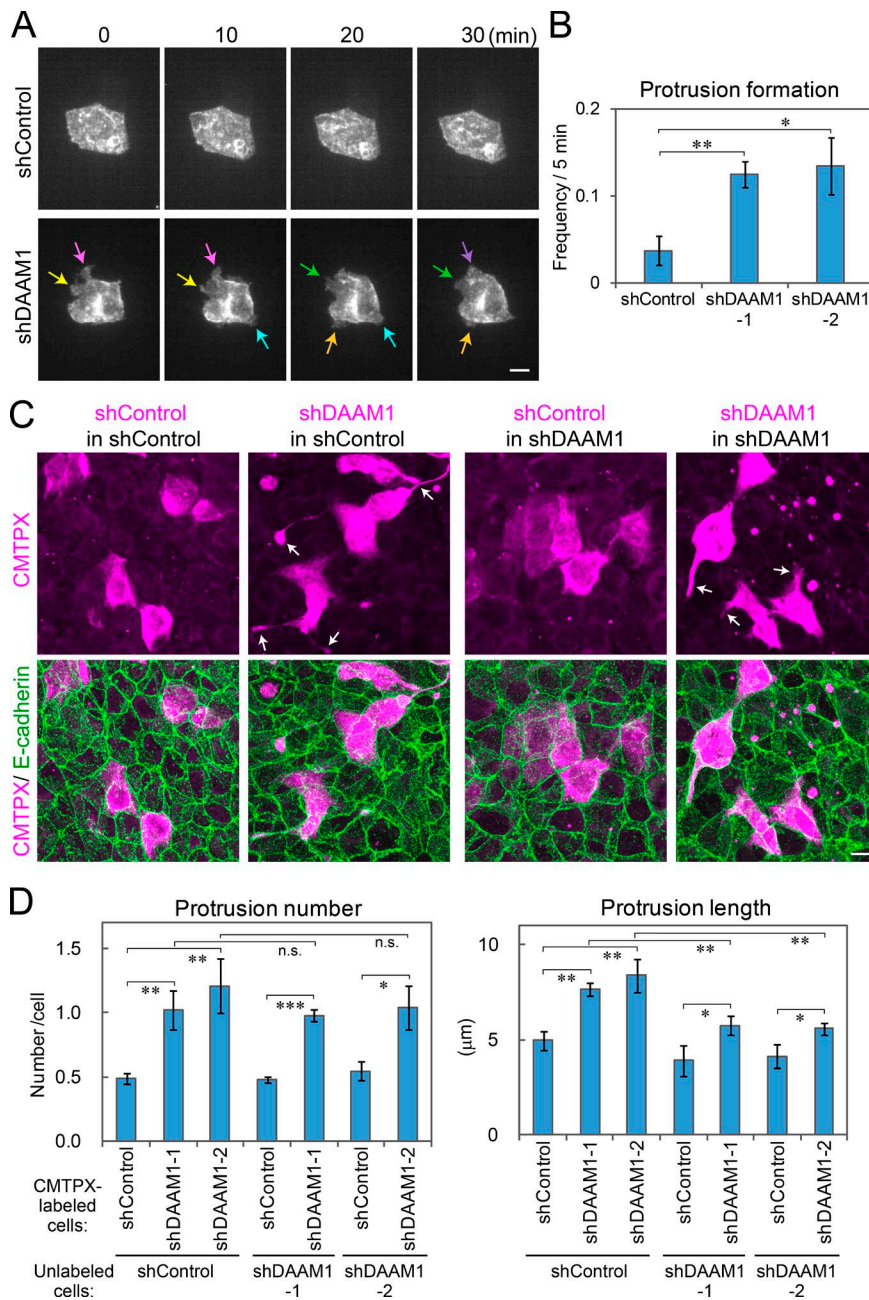 A
0 10 20 30 (min)
shControl
shDAAM1
B
Protrusion formation
Frequency / 5 min
0.2
0.1
0
*
**
shControl shDAAM1 shDAAM1
-1 -2
C
shControl shDAAM1 shControl shDAAM1
in shControl in shControl in shDAAM1 in shDAAM1
CMTPX
CMTPX/ E-cadherin
D
Protrusion number
Number /cell
1.5
1.0
0.5
0.0
n.s. n.s.
** *
** ***
CMTPX-
labeled
cells:
shControl
shDAAM1-1
shDAAM1-2
shControl
shDAAM1-1
shControl
shDAAM1-2
Unlabeled
cells:
shControl shDAAM1 shDAAM1
-1 -2
Protrusion length
(μm)
10
5
0
** ** **
**
* *
shControl
shDAAM1-1
shDAAM1-2
shControl
shDAAM1-1
shControl
shDAAM1-2
shControl shDAAM1 shDAAM1
-1 -2